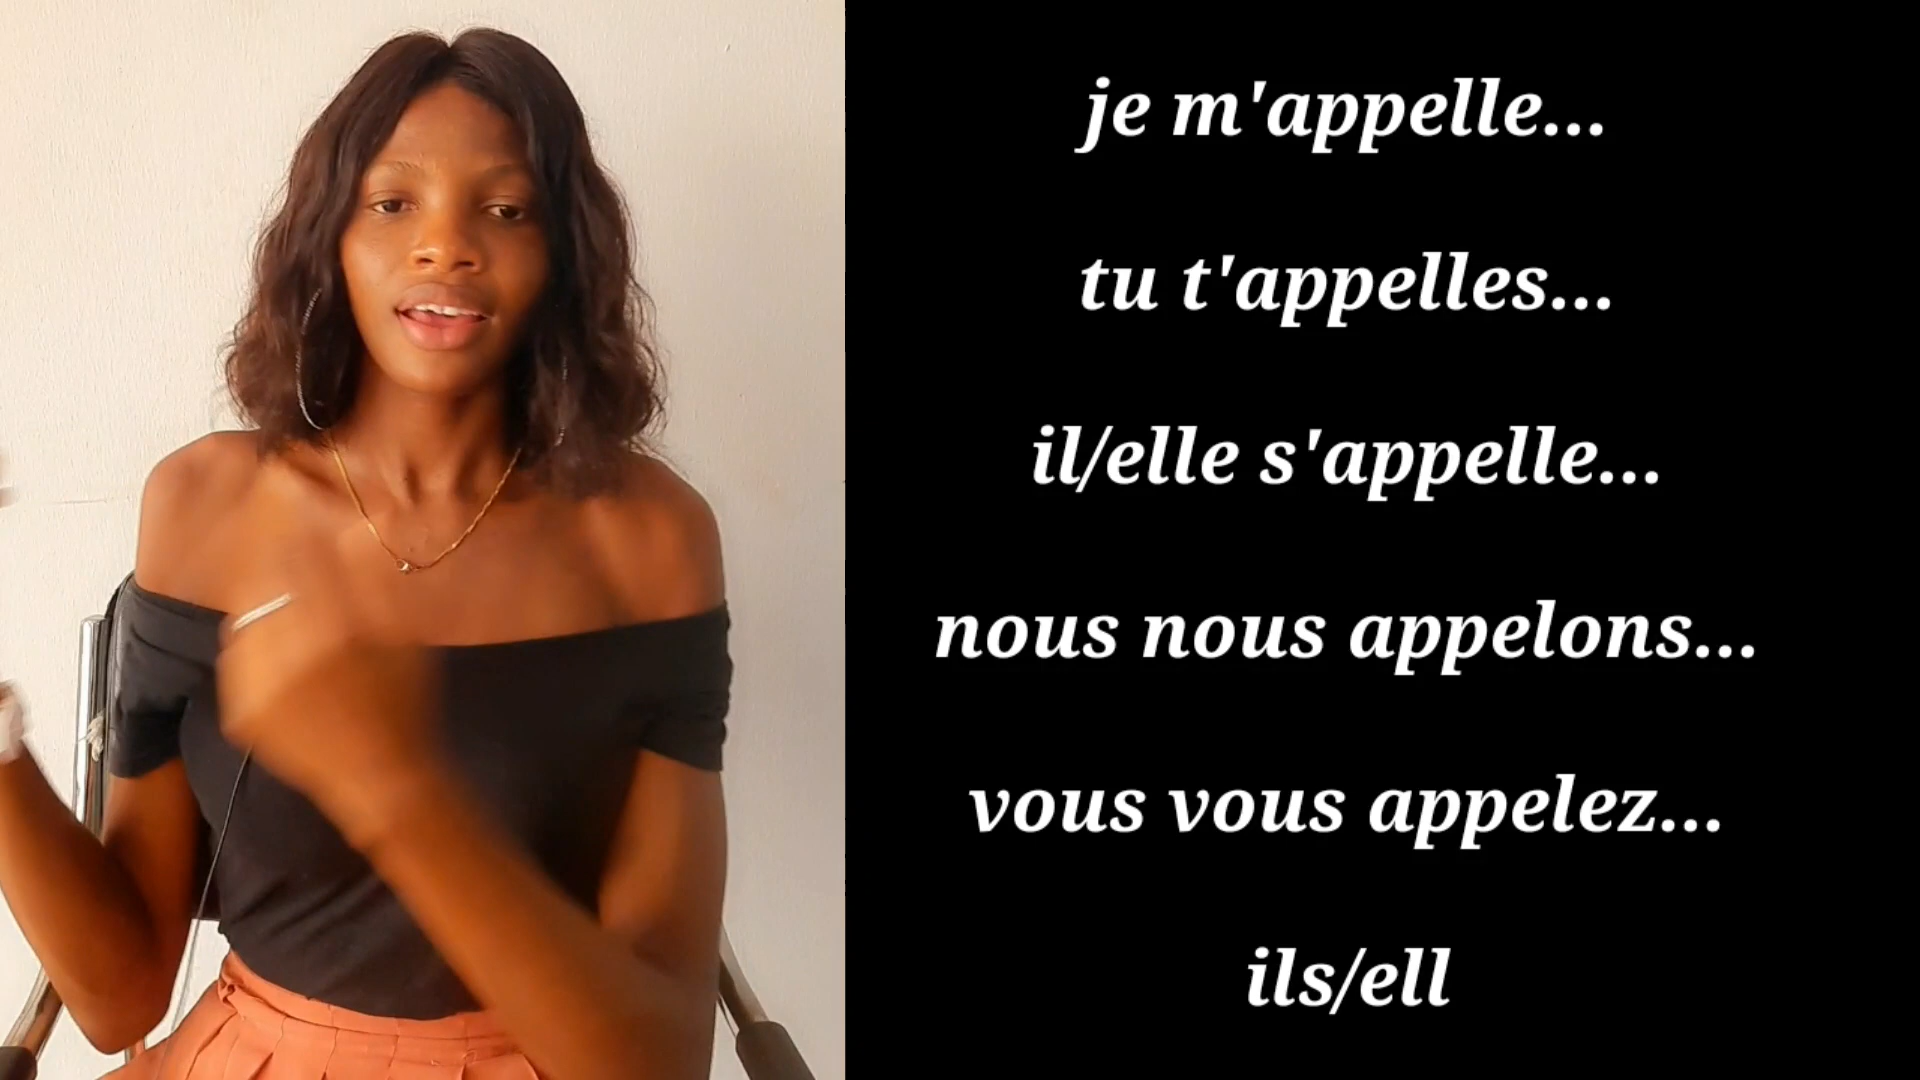 je m'appelle...
tu t'appelles...
il/elle s'appelle...
nous nous appelons...
vous vous appelez...
ils/ell